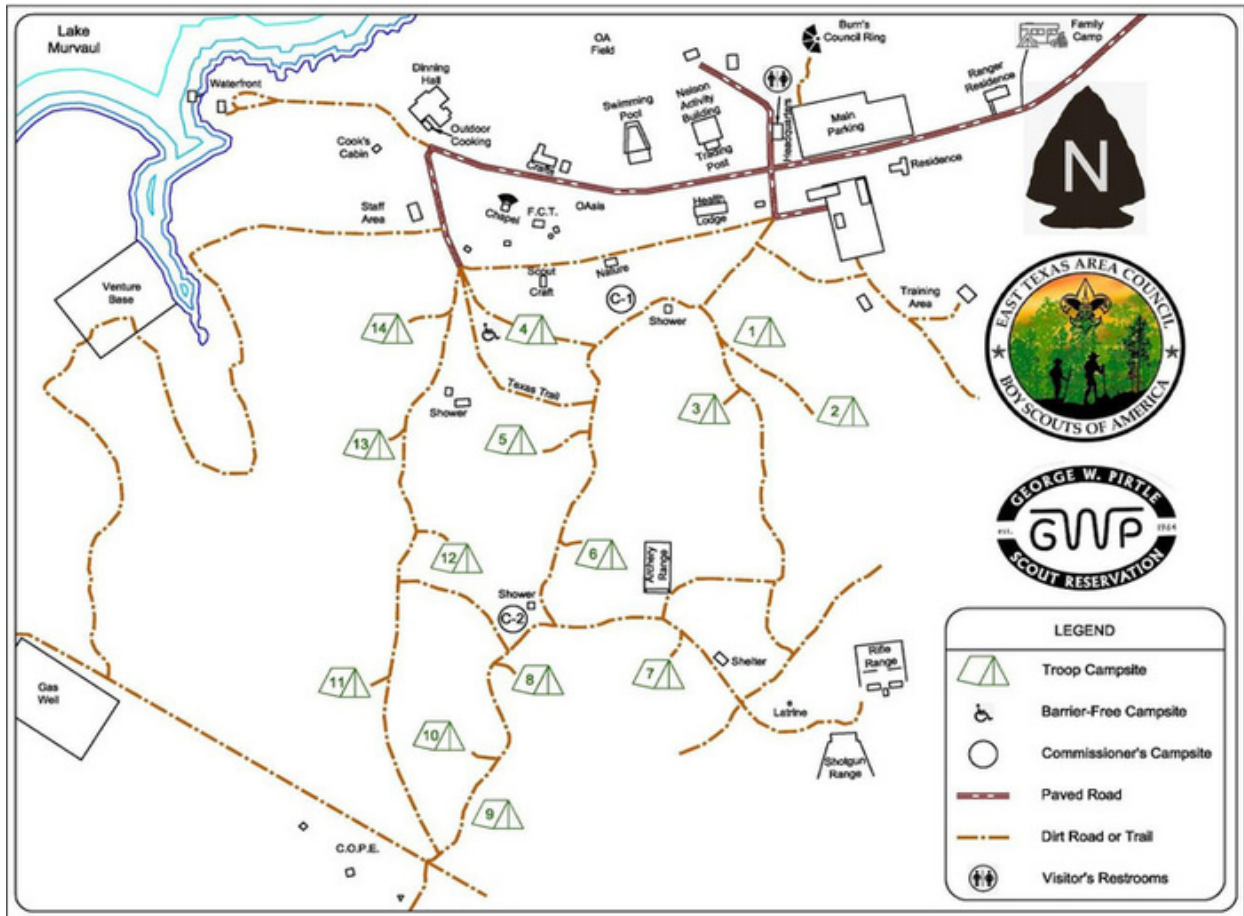 Lake
Murvaul
Waterfront
Dinning
Hall
Outdoor
Cooking
Cook's
Cabin
Staff
Area
OA
Field
Crafts
Swimming
Pool
Nelson
Activity
Building
Trading
Post
Headquarters
Burn's
Council Ring
Main
Parking
Family
Camp
Ranger
Residence
Residence
Chapel
F.C.T.
OAsis
Health
Lodge
Scout
Craft
Nature
C-1
Shower
Training
Area
Venture
Base
14
4
1
2
3
Texas Trail
Shower
13
5
12
6
Archery
Range
Shower
C-2
11
8
7
Shelter
Rifle
Range
Latrine
Shotgun
Range
10
9
Gas
Well
C.O.P.E.
N
EAST TEXAS AREA COUNCIL
BOY SCOUTS OF AMERICA
GEORGE W. PIRTLE
est.
GWP
1964
SCOUT RESERVATION
LEGEND
Troop Campsite
Barrier-Free Campsite
Commissioner's Campsite
Paved Road
Dirt Road or Trail
Visitor's Restrooms